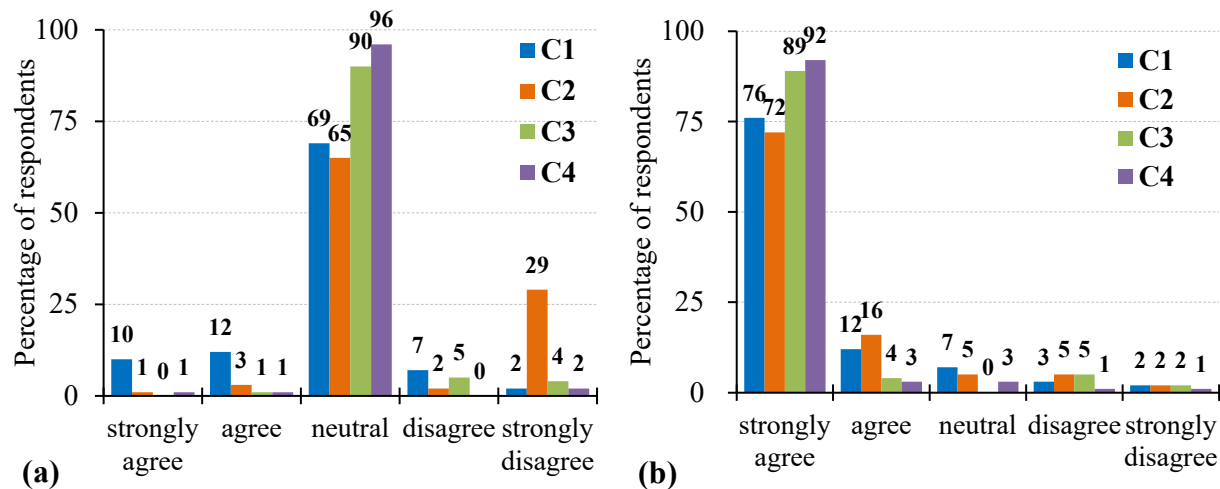 Percentage of respondents
100
75
50
25
0
10
1
0
1
12
3
1
1
69
65
90
96
7
2
5
0
2
29
4
2
C1
C2
C3
C4
strongly
agree
agree
neutral
disagree
strongly
disagree
(a)
Percentage of respondents
100
75
50
25
0
76
72
89
92
12
16
4
3
7
5
0
3
3
5
5
1
2
2
2
1
C1
C2
C3
C4
strongly
agree
agree
neutral
disagree
strongly
disagree
(b)